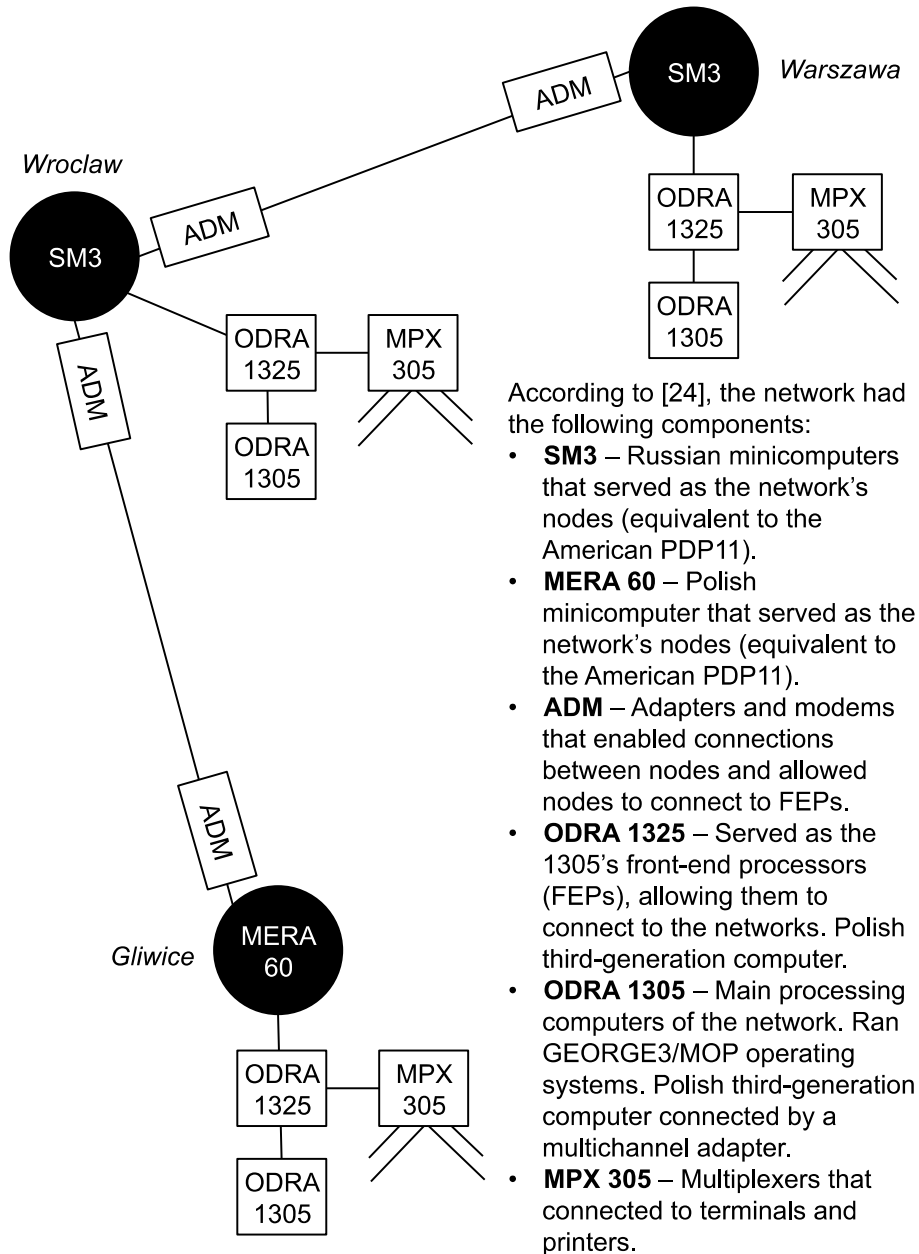 SM3
Warszawa
ADM
ODRA
1325
MPX
305
ODRA
1305
Wroclaw
SM3
ADM
ODRA
1325
MPX
305
ODRA
1305
ADM
ADM
Gliwice
MERA
60
ODRA
1325
MPX
305
ODRA
1305
According to [24], the network had
the following components:
• SM3 – Russian minicomputers
that served as the network’s
nodes (equivalent to the
American PDP11).
• MERA 60 – Polish
minicomputer that served as the
network’s nodes (equivalent to
the American PDP11).
• ADM – Adapters and modems
that enabled connections
between nodes and allowed
nodes to connect to FEPs.
• ODRA 1325 – Served as the
1305’s front-end processors
(FEPs), allowing them to
connect to the networks. Polish
third-generation computer.
• ODRA 1305 – Main processing
computers of the network. Ran
GEORGE3/MOP operating
systems. Polish third-generation
computer connected by a
multichannel adapter.
• MPX 305 – Multiplexers that
connected to terminals and
printers.